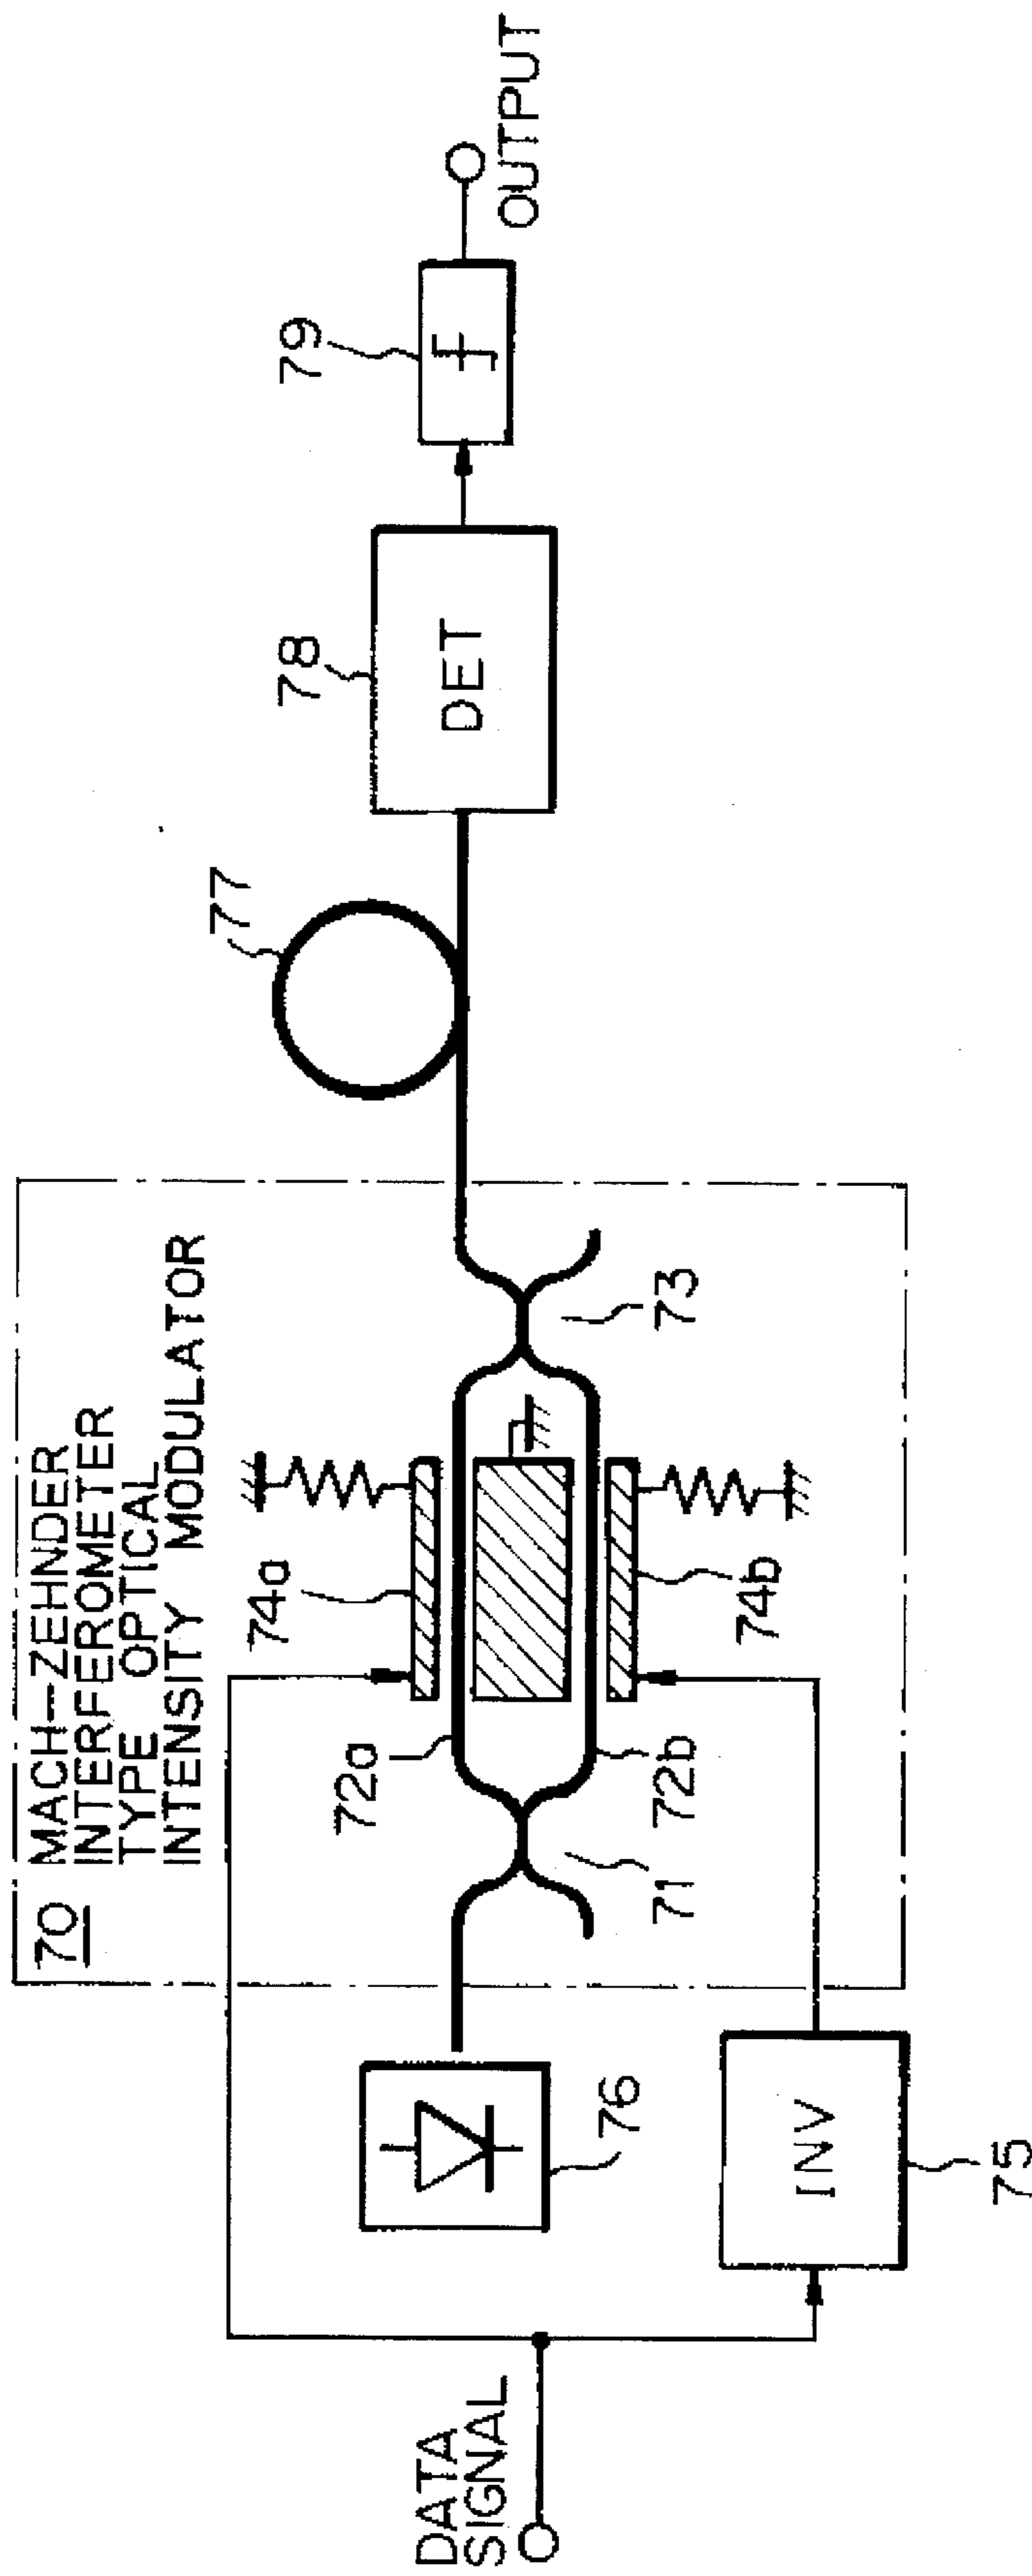 70 MACH-ZEHNDER
INTERFEROMETER
TYPE OPTICAL
INTENSITY MODULATOR
DATA
SIGNAL
INV
75
76
71
72a
72b
74a
74b
73
77
78
DET
79
OUTPUT